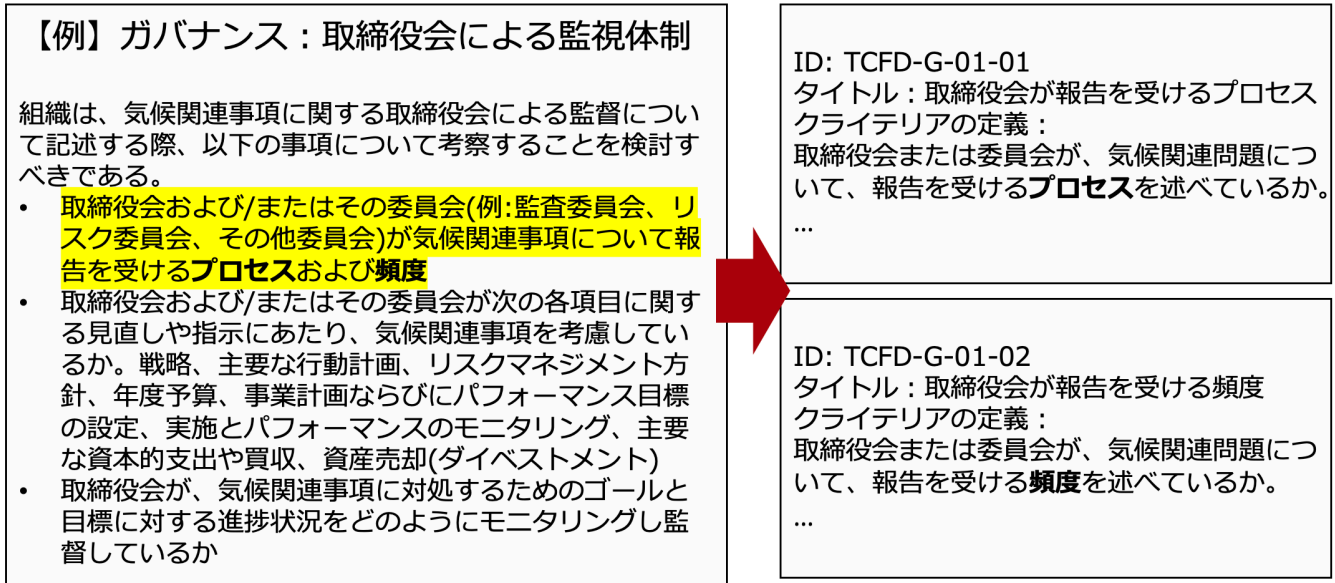 【例】ガバナンス：取締役会による監視体制
組織は、気候関連事項に関する取締役会による監督につい
て記述する際、以下の事項について考察することを検討す
べきである。
• 取締役会および/またはその委員会(例:監査委員会、リ
スク委員会、その他委員会)が気候関連事項について報
告を受けるプロセスおよび頻度
• 取締役会および/またはその委員会が次の各項目に関す
る見直しや指示にあたり、気候関連事項を考慮してい
るか。戦略、主要な行動計画、リスクマネジメント方
針、年度予算、事業計画ならびにパフォーマンス目標
の設定、実施とパフォーマンスのモニタリング、主要
な資本的支出や買収、資産売却(ダイベストメント)
• 取締役会が、気候関連事項に対処するためのゴールと
目標に対する進捗状況をどのようにモニタリングし監
督しているか
ID: TCFD-G-01-01
タイトル：取締役会が報告を受けるプロセス
クライテリアの定義：
取締役会または委員会が、気候関連問題につ
いて、報告を受けるプロセスを述べているか。
…
ID: TCFD-G-01-02
タイトル：取締役会が報告を受ける頻度
クライテリアの定義：
取締役会または委員会が、気候関連問題につ
いて、報告を受ける頻度を述べているか。
…